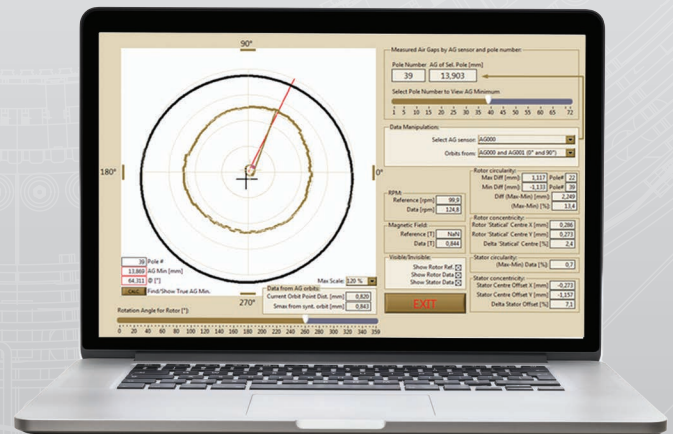 90°
180°
0°
270°
39 Pole #
13,869 AG Min [mm]
64,311 Ø [°]
CALC Find/Show True AG Min.
Max Scale: 120 %
Data from AG orbits:
Current Orbit Point Dist. [mm] 0,820
Smax from synt. orbit [mm] 0,843
Rotation Angle for Rotor [°]:
0 20 40 60 80 100 120 140 160 180 200 220 240 260 280 300 320 340 359
Measured Air Gaps by AG sensor and pole number:
Pole Number AG of Sel. Pole [mm]
39 13,903
Select Pole Number to View AG Minimum
1 5 10 15 20 25 30 35 40 45 50 55 60 65 72
Data Manipulation:
Select AG sensor: AG000
Orbits from: AG000 and AG001 (0° and 90°)
RPM:
Reference [rpm] 99,9
Data [rpm] 124,8
Magnetic Field
Reference [T] NaN
Data [T] 0,844
Visible/Invisible:
Show Rotor Ref.
Show Rotor Data
Show Stator Data
EXIT
Rotor circularity:
Max Diff [mm]: 1,117 Pole# 22
Min Diff [mm]: -1,133 Pole# 39
Diff (Max-Min) [mm]: 2,249
(Max-Min) [%]: 13,4
Rotor concentricity:
Rotor 'Statical' Centre X [mm] 0,286
Rotor 'Statical' Centre Y [mm] 0,273
Delta 'Statical' Centre [%] 2,4
Stator circularity:
(Max-Min) Data [%]: 0,7
Stator concentricity:
Stator Centre Offset X [mm] -0,273
Stator Centre Offset Y [mm] -1,157
Delta Stator Offset [%] 7,1